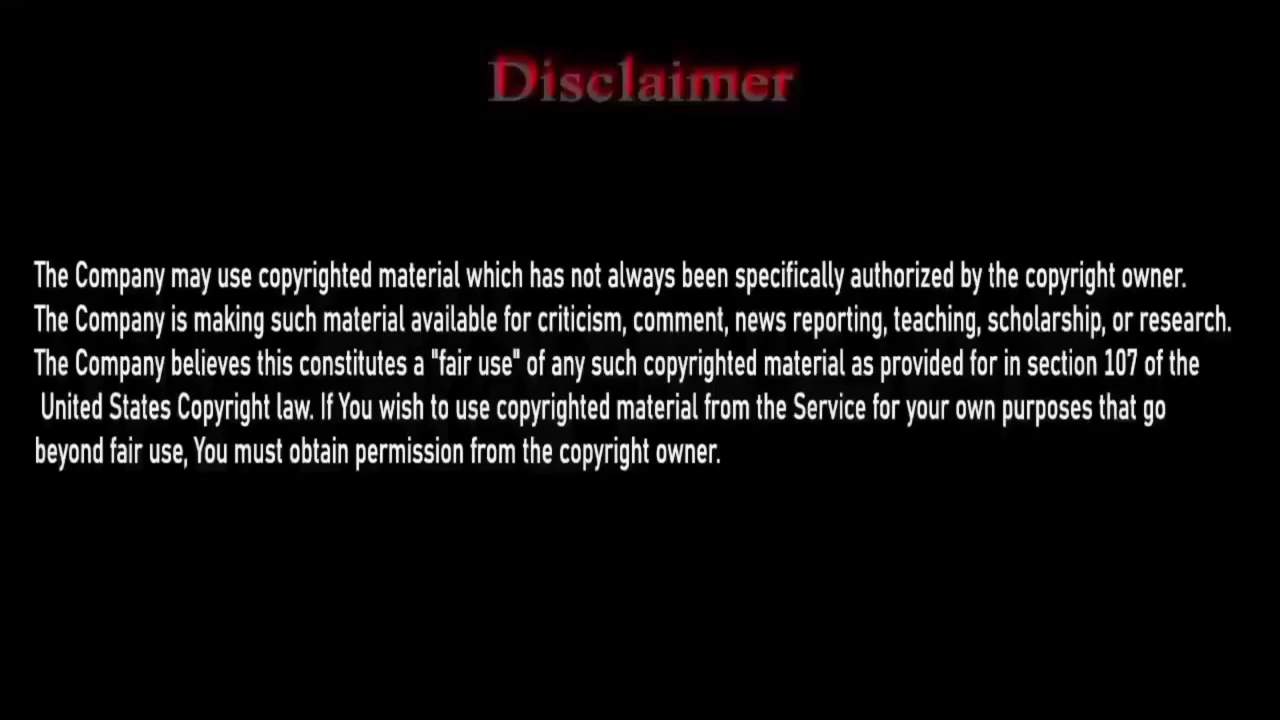 Disclaimer
The Company may use copyrighted material which has not always been specifically authorized by the copyright owner.
The Company is making such material available for criticism, comment, news reporting, teaching, scholarship, or research.
The Company believes this constitutes a "fair use" of any such copyrighted material as provided for in section 107 of the
United States Copyright law. If You wish to use copyrighted material from the Service for your own purposes that go
beyond fair use, You must obtain permission from the copyright owner.